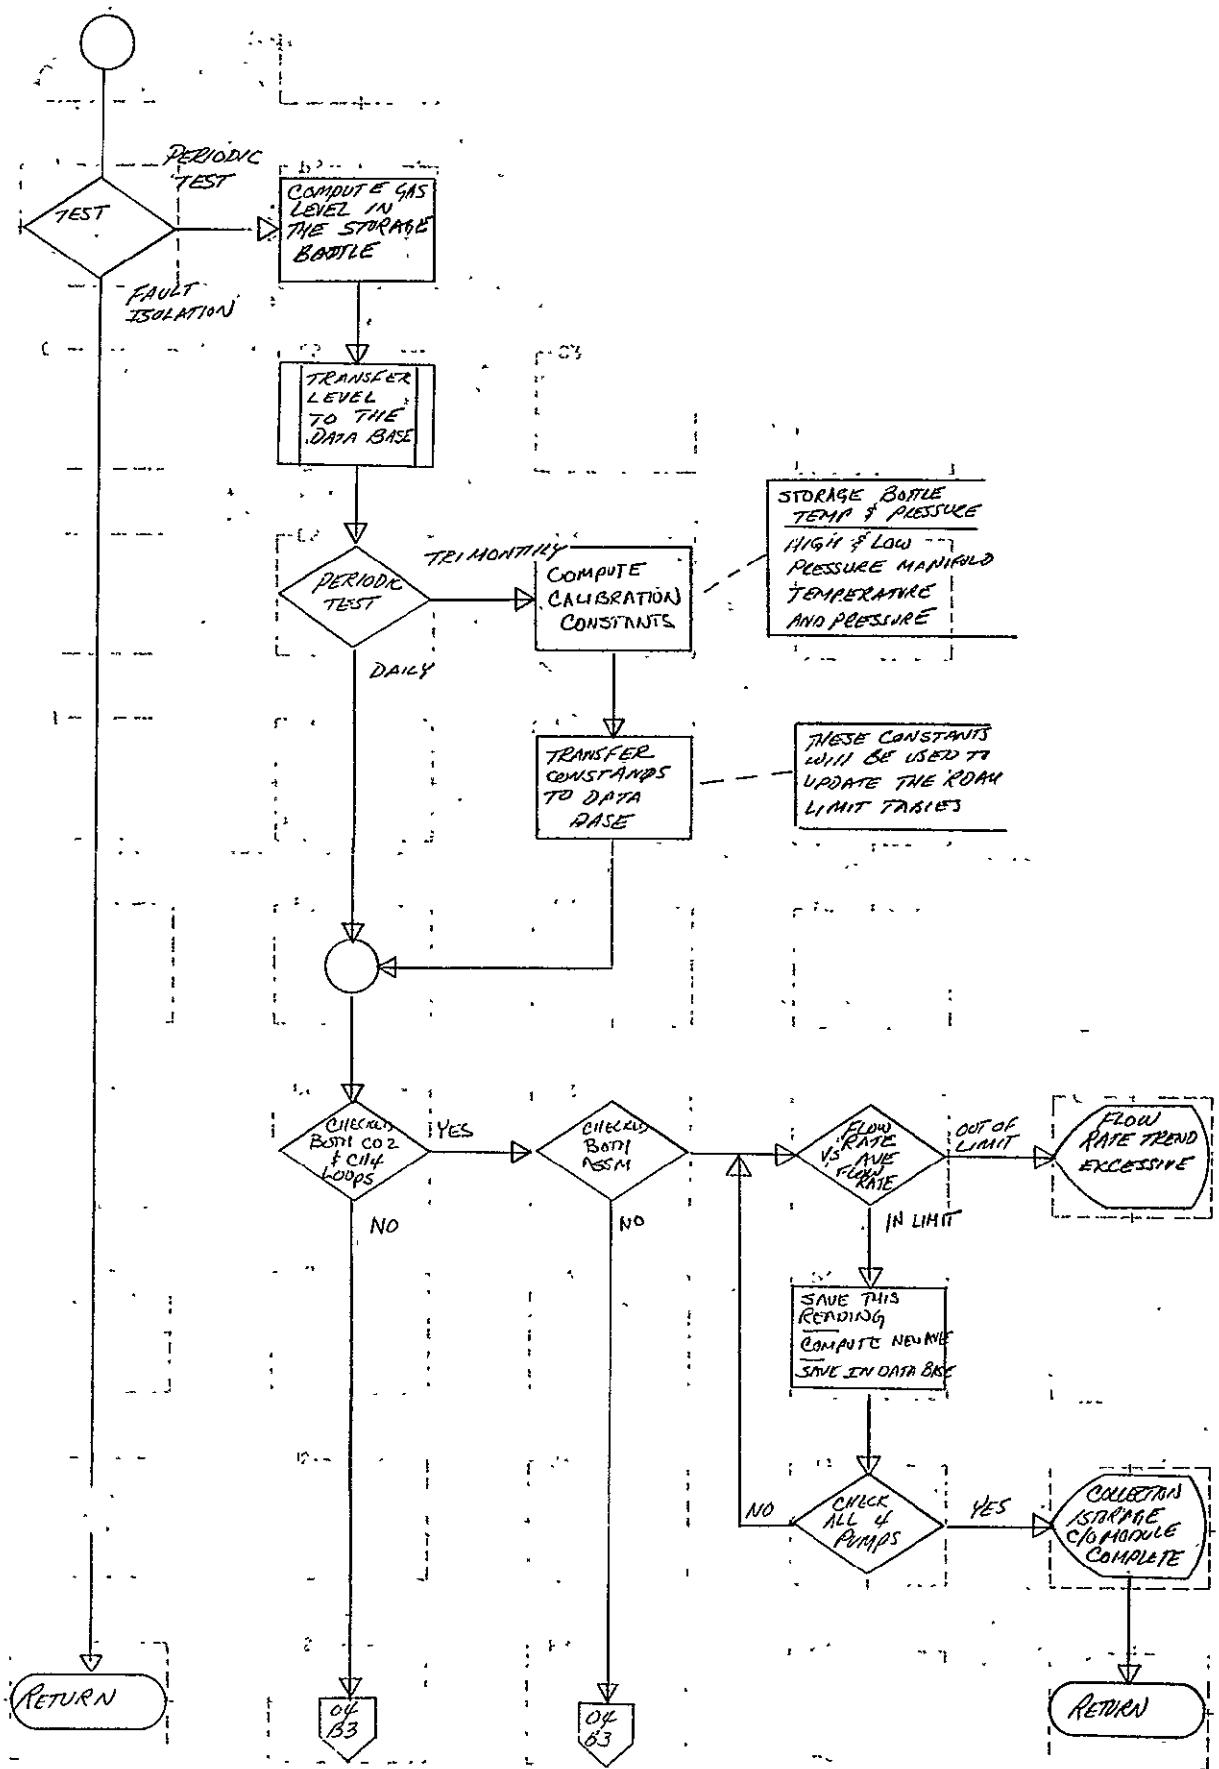 PERIODIC
TEST
TEST
FAULT
ISOLATION
COMPUTE GAS
LEVEL IN
THE STORAGE
BATTLE
TRANSFER
LEVEL
TO THE
DATA BASE
PERIODIC
TEST
TRIMONTHLY
DAILY
COMPUTE
CALIBRATION
CONSTANTS
STORAGE BOTTLE
TEMP & PRESSURE
HIGH & LOW
PRESSURE MANIFOLD
TEMPERATURE
AND PRESSURE
TRANSFER
CONSTANDS
TO DATA
BASE
THESE CONSTANTS
WILL BE USED TO
UPDATE THE RDAU
LIMIT TABLES
CHECKED
BOTH CO2
& CH4
LOOPS
YES
NO
CHECKED
BOTH
ASSM
NO
FLOW
RATE
VS AVE
FLOW
RATE
OUT OF
LIMIT
IN LIMIT
FLOW
RATE TREND
EXCESSIVE
SAVE THIS
READING
COMPUTE NEW AVE
SAVE IN DATA BASE
CHECK
ALL 4
PUMPS
NO
YES
COLLECTION
/STORAGE
C/O MODULE
COMPLETE
RETURN
04
B3
04
B3
RETURN